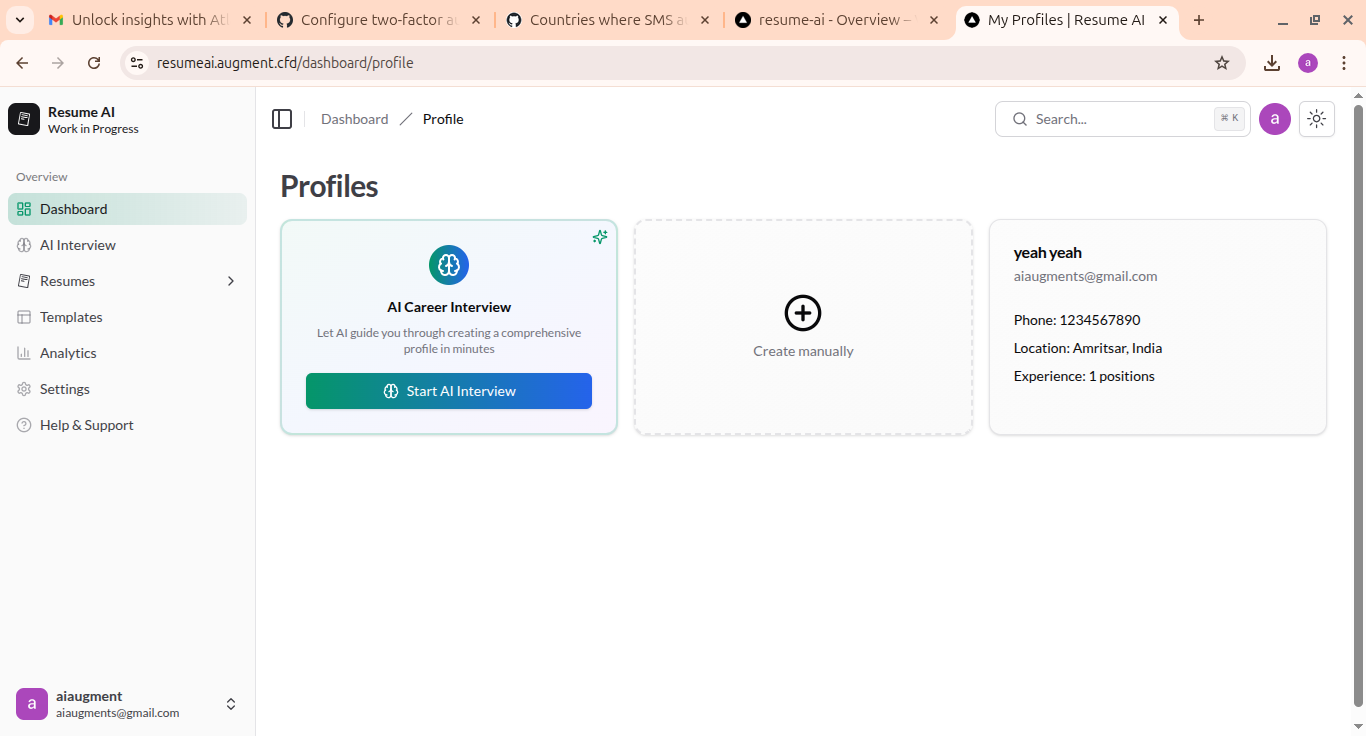 Unlock insights with Atl
Configure two-factor au
Countries where SMS au
resume-ai - Overview –
My Profiles | Resume AI
resumeai.augment.cfd/dashboard/profile
a
Resume AI
Work in Progress
Dashboard
Profile
Search...
⌘ K
a
Overview
Dashboard
AI Interview
Resumes
Templates
Analytics
Settings
Help & Support
Profiles
AI Career Interview
Let AI guide you through creating a comprehensive
profile in minutes
Start AI Interview
Create manually
yeah yeah
aiaugments@gmail.com
Phone: 1234567890
Location: Amritsar, India
Experience: 1 positions
a
aiaugment
aiaugments@gmail.com